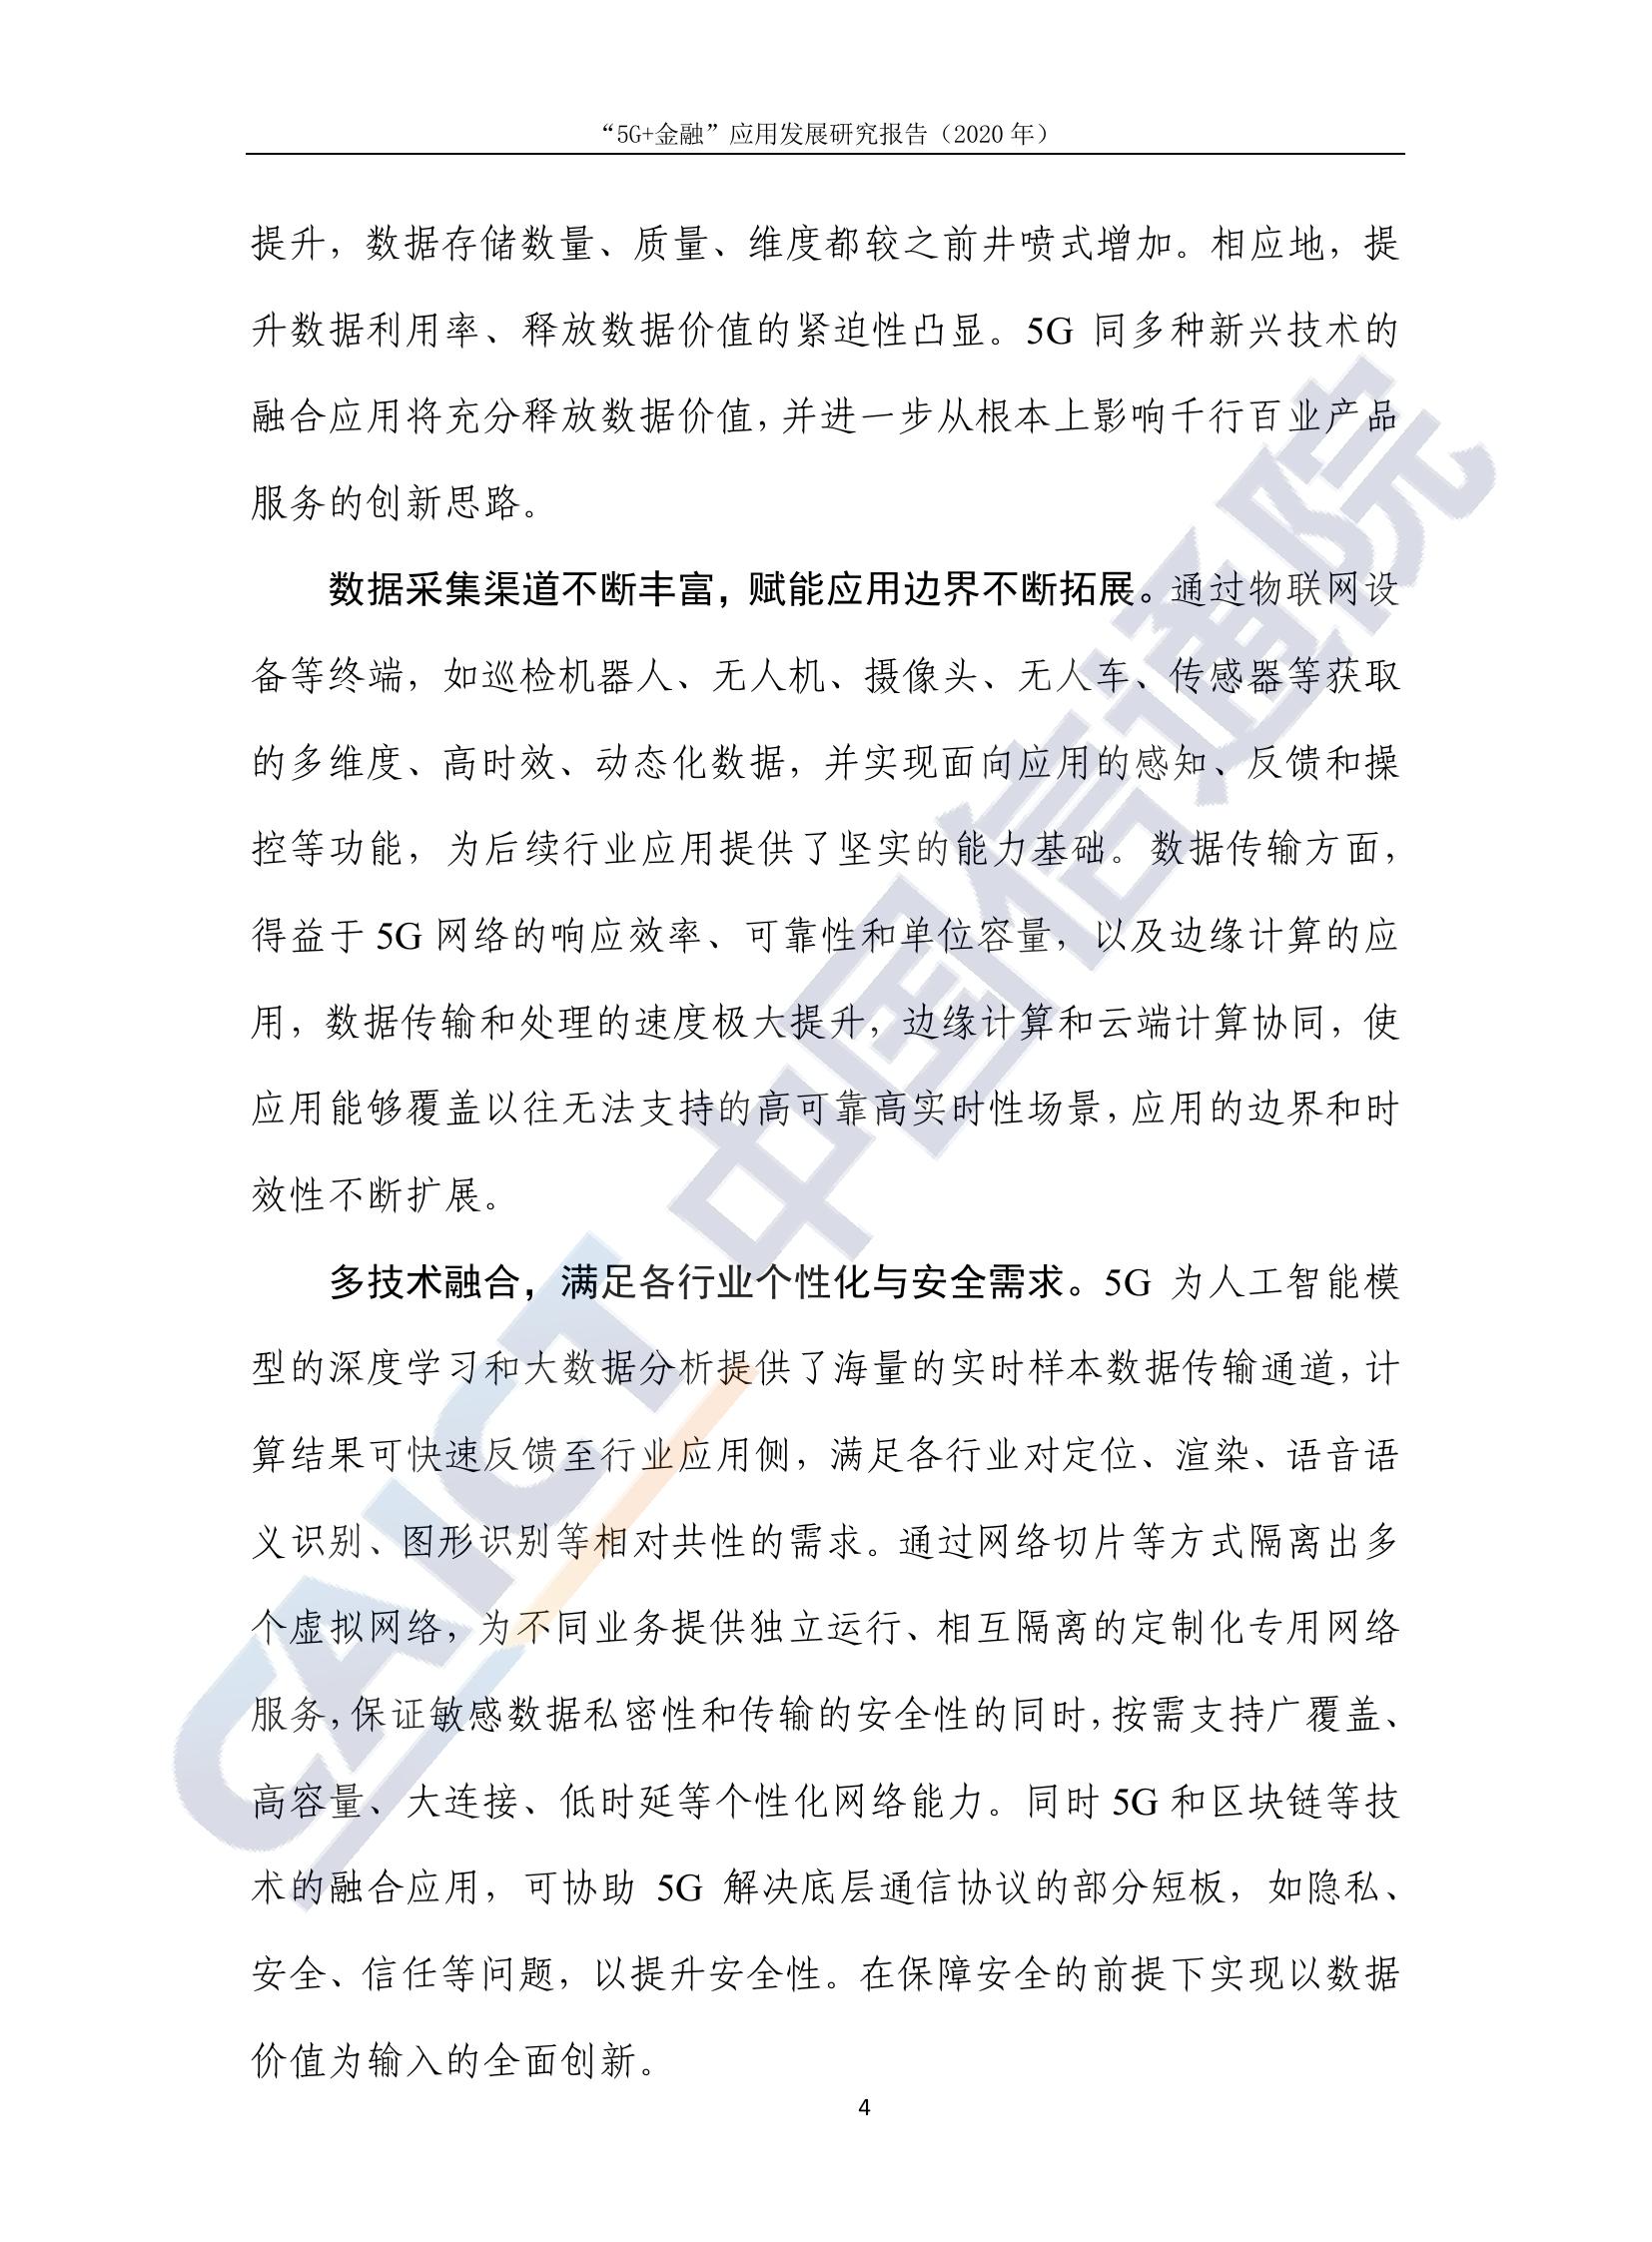 “5G+金融”应用发展研究报告（2020 年）
提升，数据存储数量、质量、维度都较之前井喷式增加。相应地，提
升数据利用率、释放数据价值的紧迫性凸显。5G 同多种新兴技术的
融合应用将充分释放数据价值，并进一步从根本上影响千行百业产品
服务的创新思路。
数据采集渠道不断丰富，赋能应用边界不断拓展。通过物联网设
备等终端，如巡检机器人、无人机、摄像头、无人车、传感器等获取
的多维度、高时效、动态化数据，并实现面向应用的感知、反馈和操
控等功能，为后续行业应用提供了坚实的能力基础。数据传输方面，
得益于 5G 网络的响应效率、可靠性和单位容量，以及边缘计算的应
用，数据传输和处理的速度极大提升，边缘计算和云端计算协同，使
应用能够覆盖以往无法支持的高可靠高实时性场景，应用的边界和时
效性不断扩展。
多技术融合，满足各行业个性化与安全需求。5G 为人工智能模
型的深度学习和大数据分析提供了海量的实时样本数据传输通道，计
算结果可快速反馈至行业应用侧，满足各行业对定位、渲染、语音语
义识别、图形识别等相对共性的需求。通过网络切片等方式隔离出多
个虚拟网络，为不同业务提供独立运行、相互隔离的定制化专用网络
服务，保证敏感数据私密性和传输的安全性的同时，按需支持广覆盖、
高容量、大连接、低时延等个性化网络能力。同时 5G 和区块链等技
术的融合应用，可协助 5G 解决底层通信协议的部分短板，如隐私、
安全、信任等问题，以提升安全性。在保障安全的前提下实现以数据
价值为输入的全面创新。
4
CAICT 中国信通院